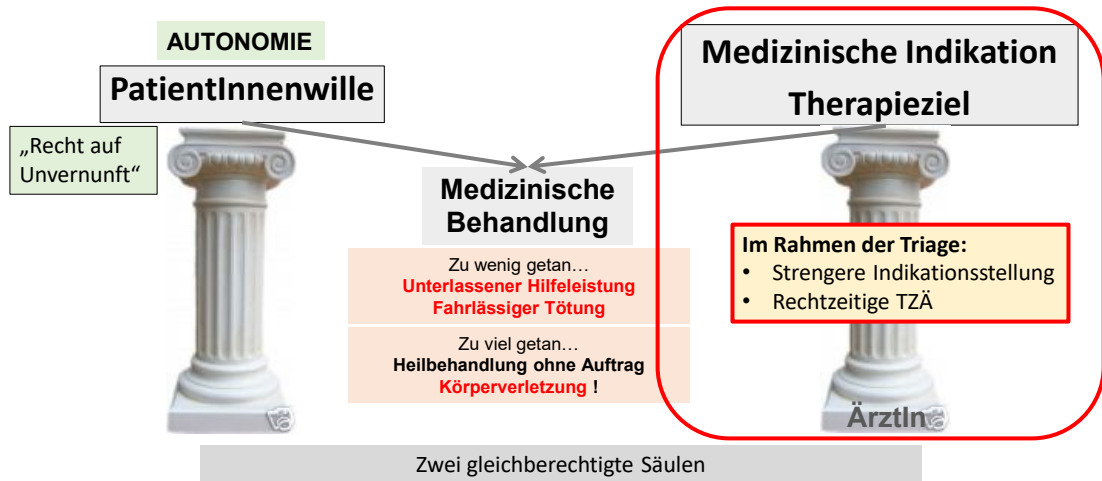 AUTONOMIE
PatientInnenwille
„Recht auf
Unvernunft“
Medizinische Indikation
Therapieziel
Medizinische
Behandlung
Zu wenig getan…
Unterlassener Hilfeleistung
Fahrlässiger Tötung
Zu viel getan…
Heilbehandlung ohne Auftrag
Körperverletzung !
Im Rahmen der Triage:
• Strengere Indikationsstellung
• Rechtzeitige TZÄ
ÄrztIn
Zwei gleichberechtigte Säulen